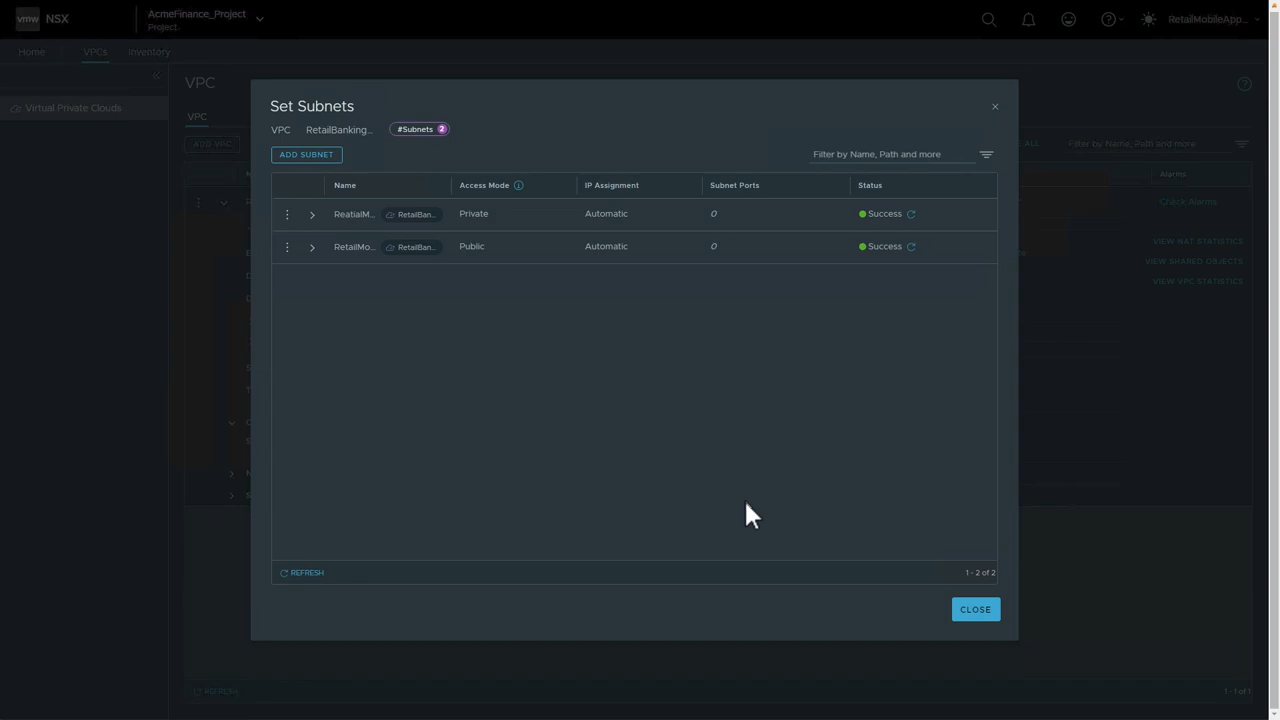 vmw NSX
AcmeFinance_Project
Project
RetailMobileApp...
Home
VPCs
Inventory
VPC
Virtual Private Clouds
VPC
ADD VPC
ALL
Filter by Name, Path and more
Alarms
Check Alarms
VIEW NAT STATISTICS
VIEW SHARED OBJECTS
VIEW VPC STATISTICS
Set Subnets
VPC RetailBanking... #Subnets 2
ADD SUBNET
Filter by Name, Path and more
Name Access Mode IP Assignment Subnet Ports Status
ReatialM... RetailBan... Private Automatic 0 Success
RetailMo... RetailBan... Public Automatic 0 Success
REFRESH
1 - 2 of 2
CLOSE
REFRESH
1 - 1 of 1